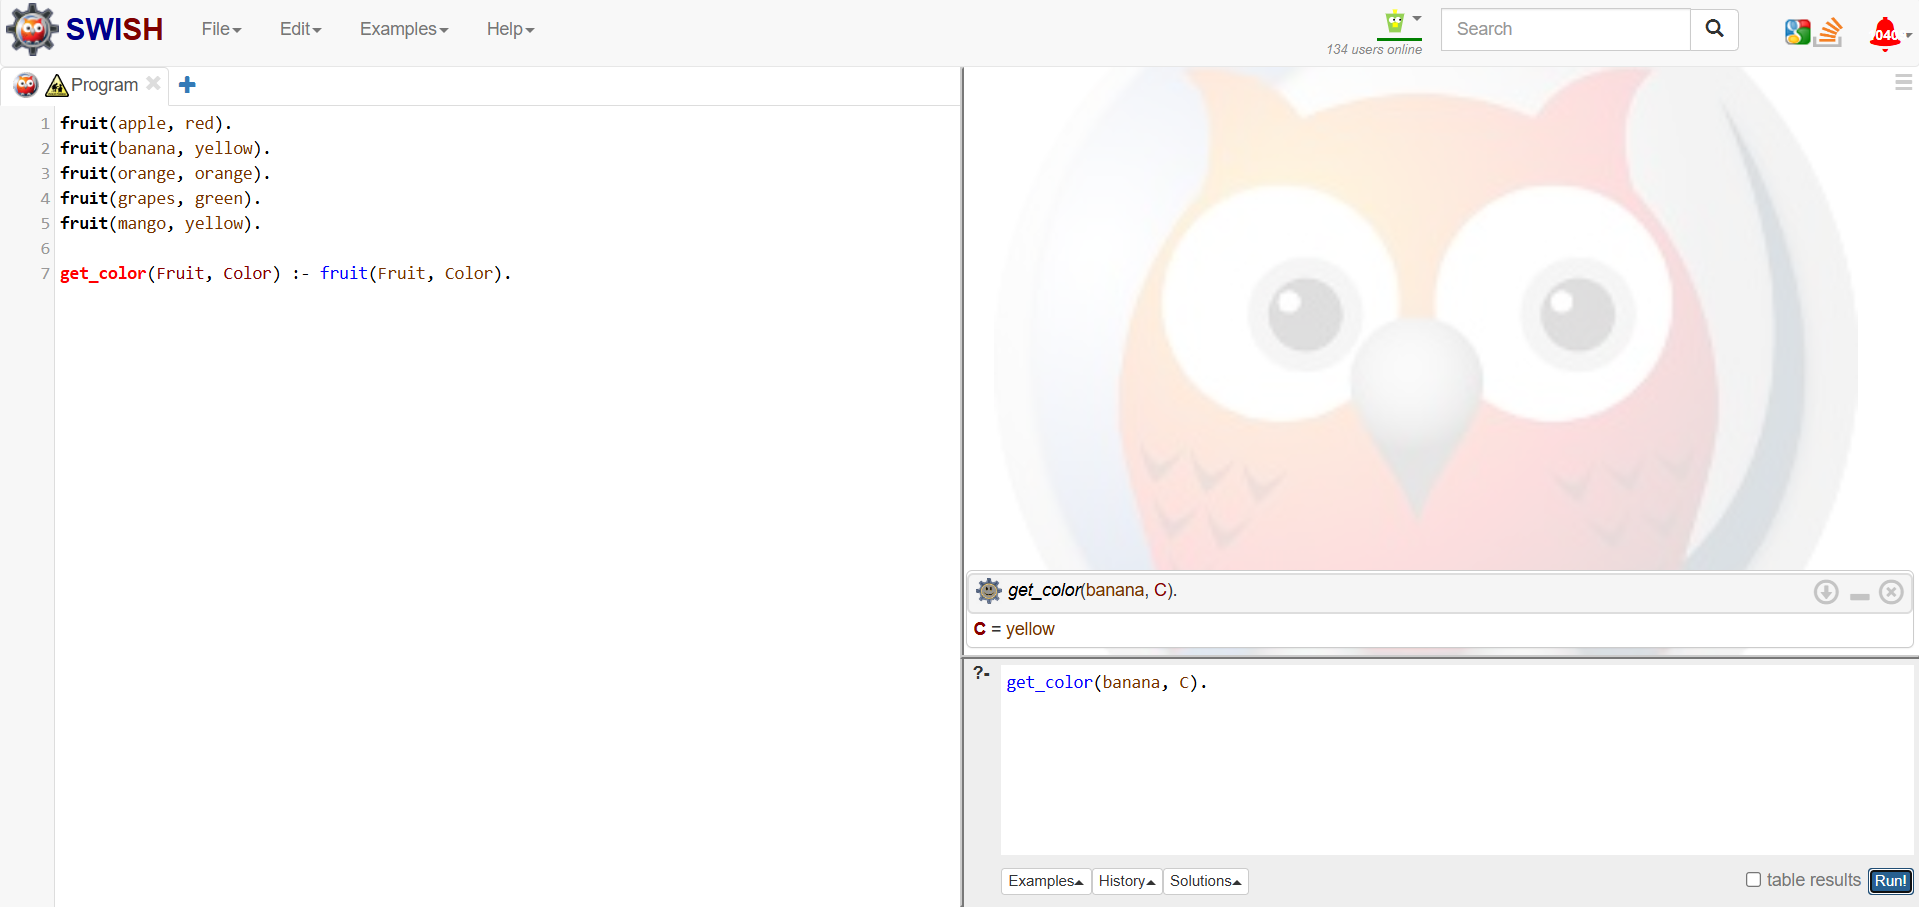 SWISH File Edit Examples Help
134 users online
Search
040
Program
1 fruit(apple, red).
2 fruit(banana, yellow).
3 fruit(orange, orange).
4 fruit(grapes, green).
5 fruit(mango, yellow).
6
7 get_color(Fruit, Color) :- fruit(Fruit, Color).
get_color(banana, C).
C = yellow
?- get_color(banana, C).
Examples History Solutions
table results Run!